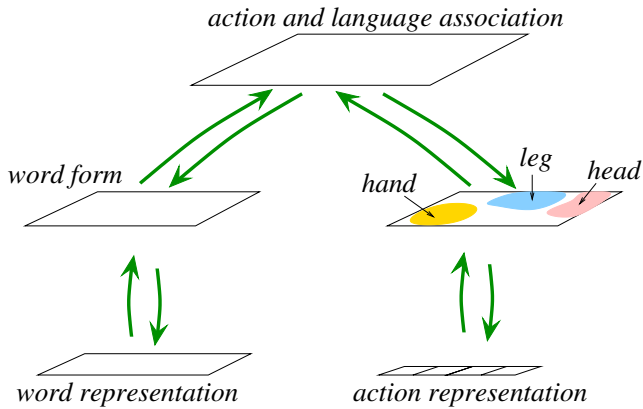 action and language association
word form
leg
hand
head
word representation
action representation